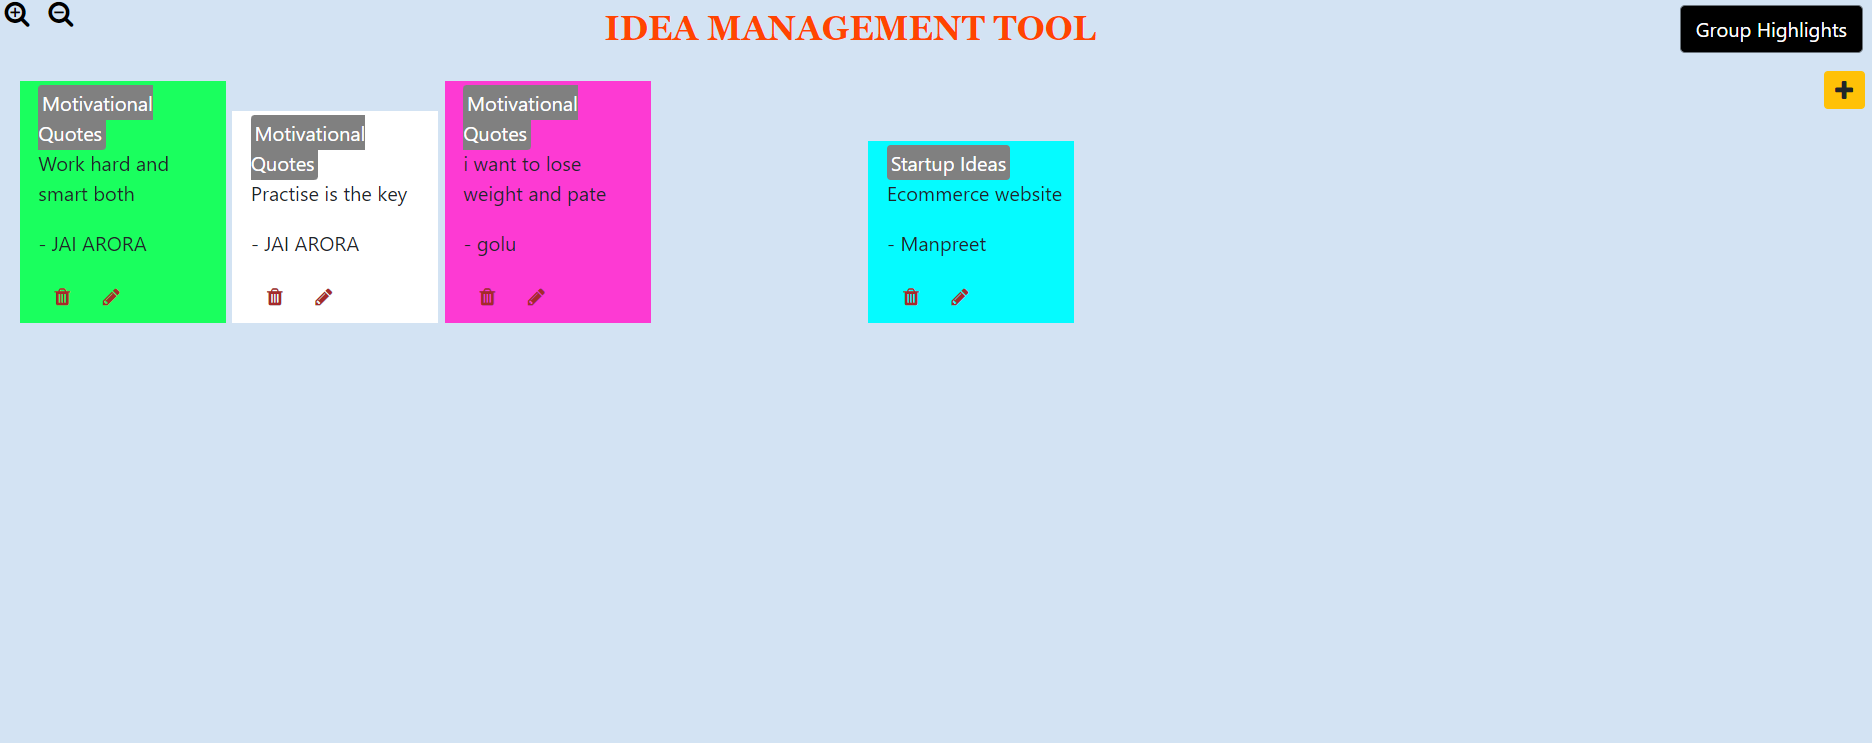 IDEA MANAGEMENT TOOL
Group Highlights
Motivational
Quotes
Work hard and
smart both
- JAI ARORA
Motivational
Quotes
Practise is the key
- JAI ARORA
Motivational
Quotes
i want to lose
weight and pate
- golu
Startup Ideas
Ecommerce website
- Manpreet